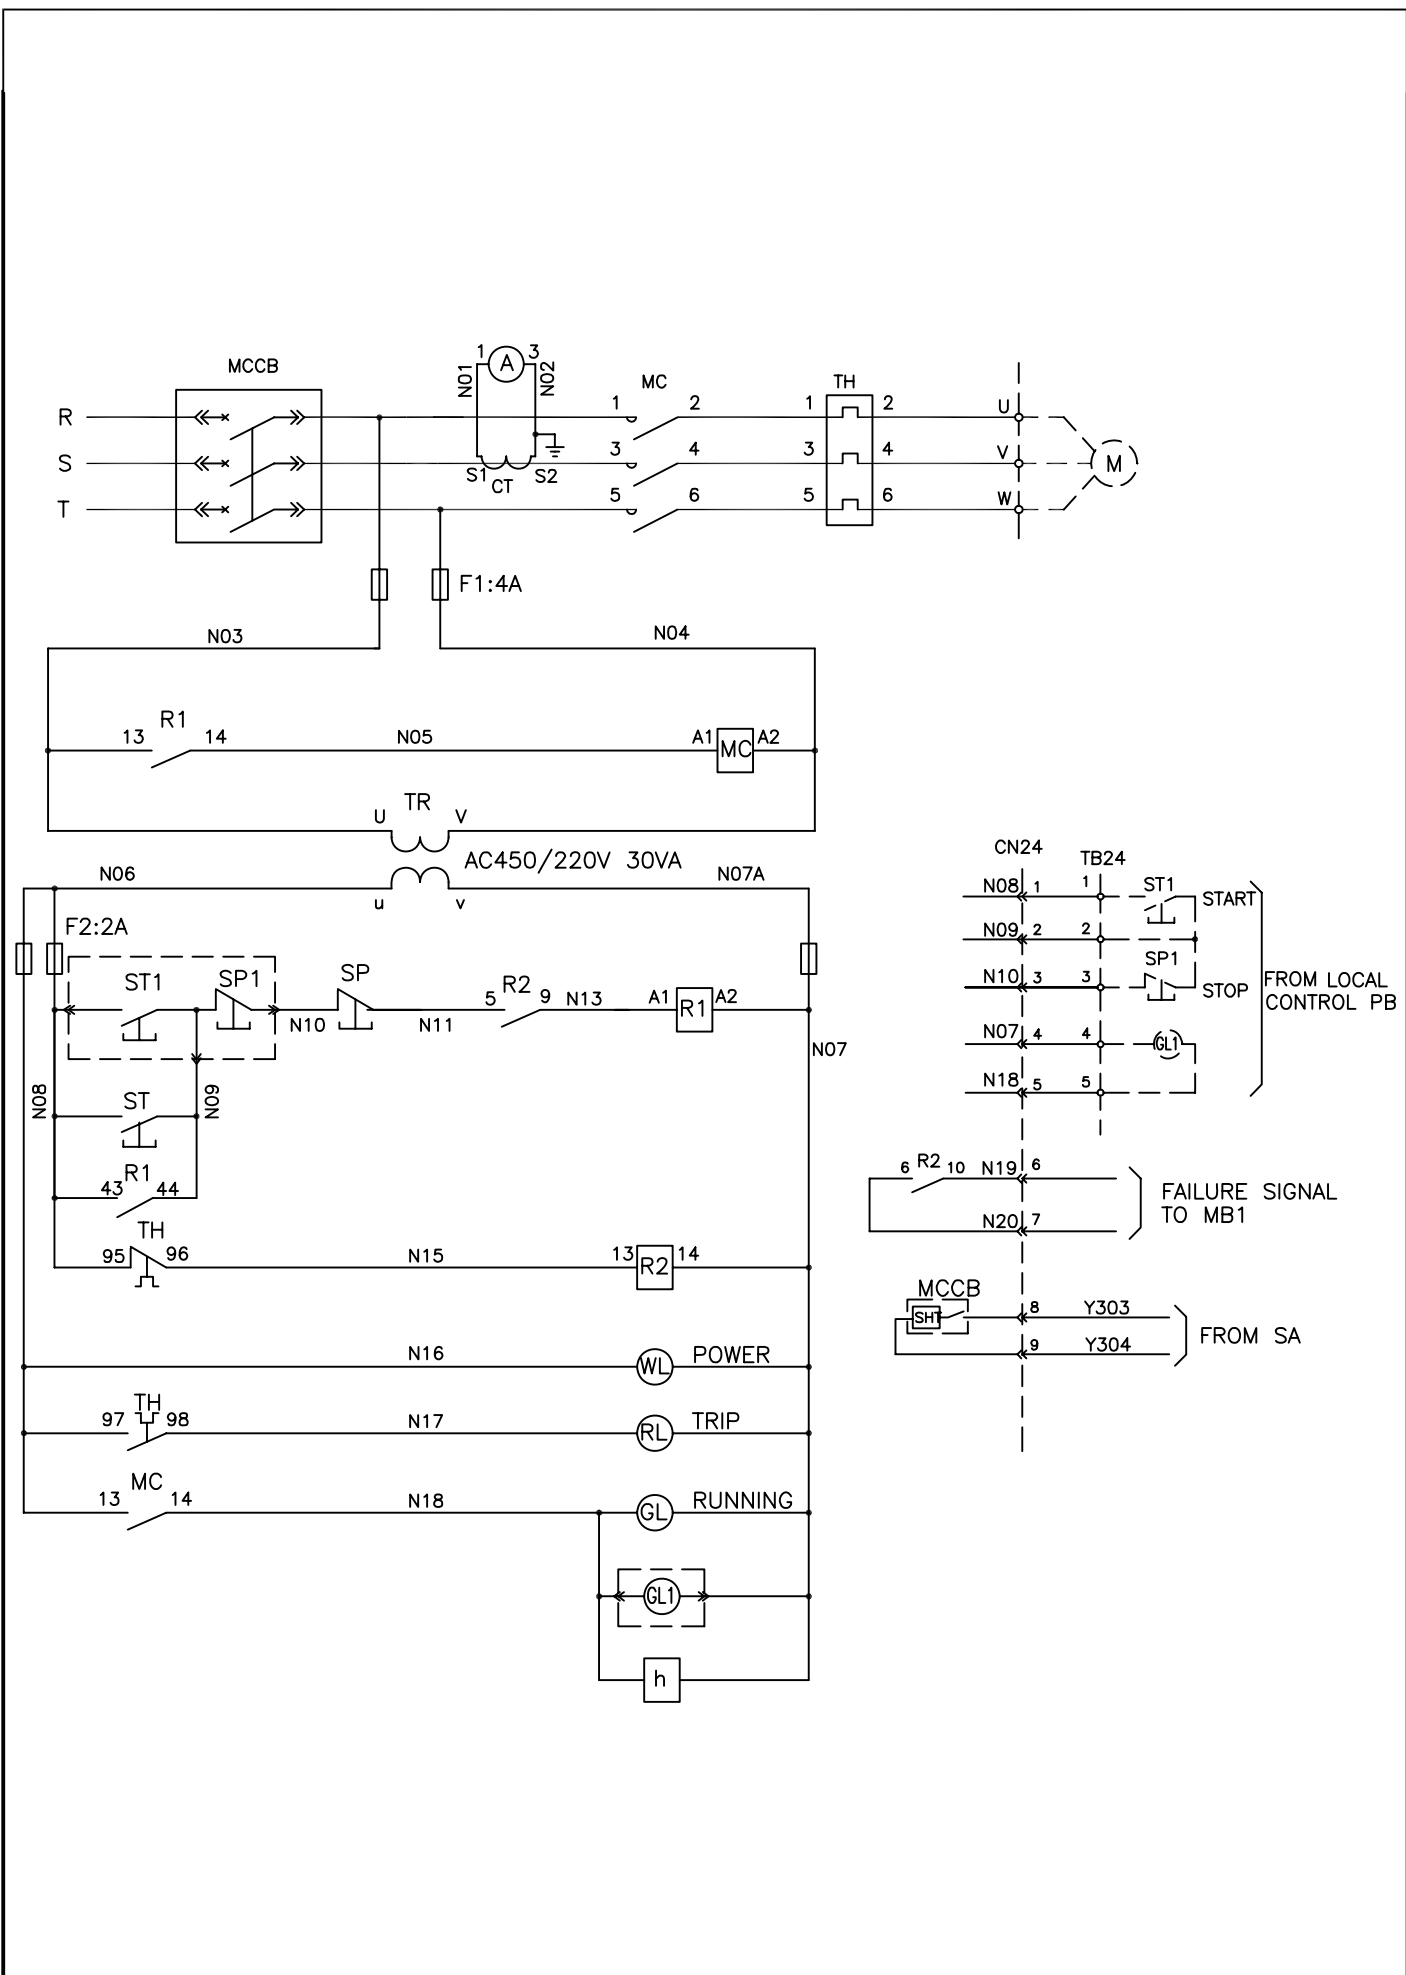 MCCB
1 A 3
N01 N02
MC
TH
R
1 2
1 2
U
S
3 4
3 4
V
M
S1 S2
CT
T
5 6
5 6
W
F1:4A
N03
N04
R1
13 14
N05
A1 MC A2
TR
U V
AC450/220V 30VA
N06
N07A
u v
F2:2A
ST1 SP1 SP
R2
5 9 N13
A1 R1 A2
N10 N11
N07
N08
ST
N09
R1
43 44
TH
95 96
N15
13 R2 14
N16
WL POWER
TH
97 98
N17
RL TRIP
MC
13 14
N18
GL RUNNING
GL1
h
CN24
TB24
N08 1 1 ST1 START
N09 2 2
SP1
N10 3 3 STOP
FROM LOCAL
CONTROL PB
N07 4 4 GL1
N18 5 5
6 R2 10 N19 6
N20 7
FAILURE SIGNAL
TO MB1
MCCB
SHT
8 Y303
9 Y304
FROM SA